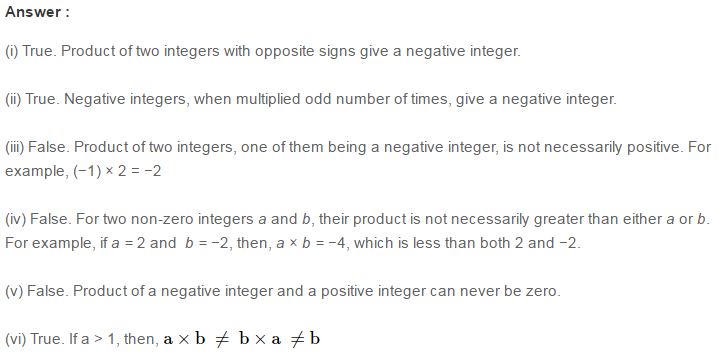 Answer :
(i) True. Product of two integers with opposite signs give a negative integer.
(ii) True. Negative integers, when multiplied odd number of times, give a negative integer.
(iii) False. Product of two integers, one of them being a negative integer, is not necessarily positive. For
example, (−1) × 2 = −2
(iv) False. For two non-zero integers a and b, their product is not necessarily greater than either a or b.
For example, if a = 2 and b = −2, then, a × b = −4, which is less than both 2 and −2.
(v) False. Product of a negative integer and a positive integer can never be zero.
(vi) True. If a > 1, then, a × b ≠ b × a ≠ b